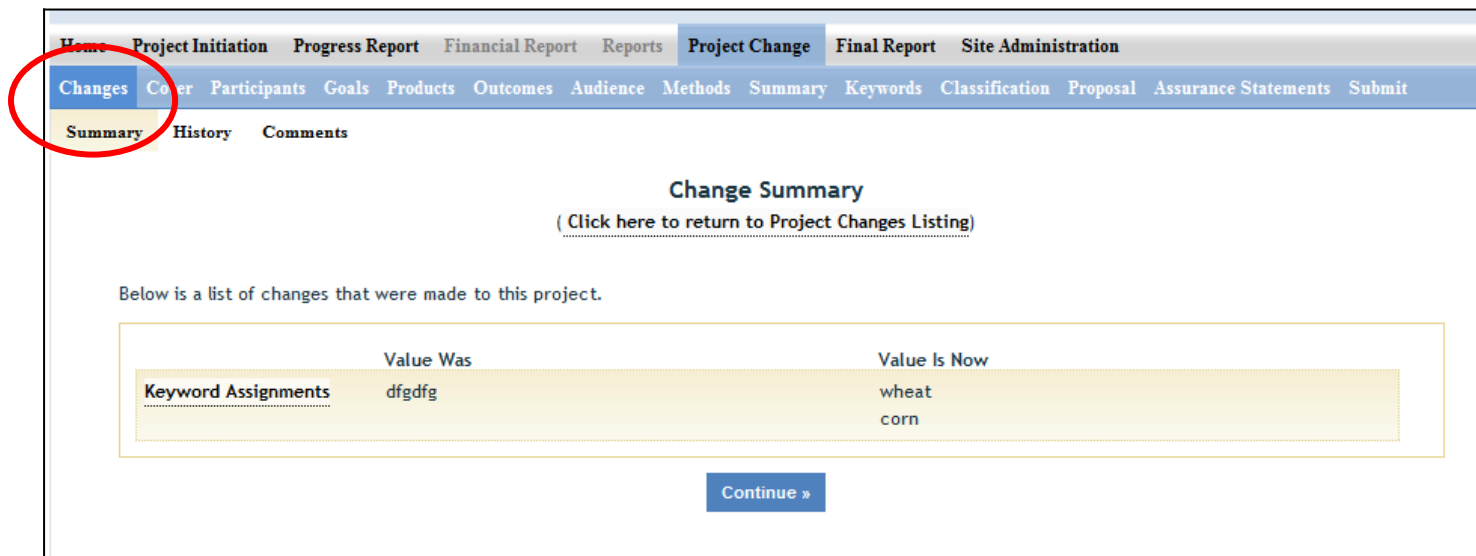 Home Project Initiation Progress Report Financial Report Reports Project Change Final Report Site Administration
Changes Cover Participants Goals Products Outcomes Audience Methods Summary Keywords Classification Proposal Assurance Statements Submit
Summary History Comments
Change Summary
( Click here to return to Project Changes Listing)
Below is a list of changes that were made to this project.
Value Was Value Is Now
Keyword Assignments dfgdfg wheat
corn
Continue »